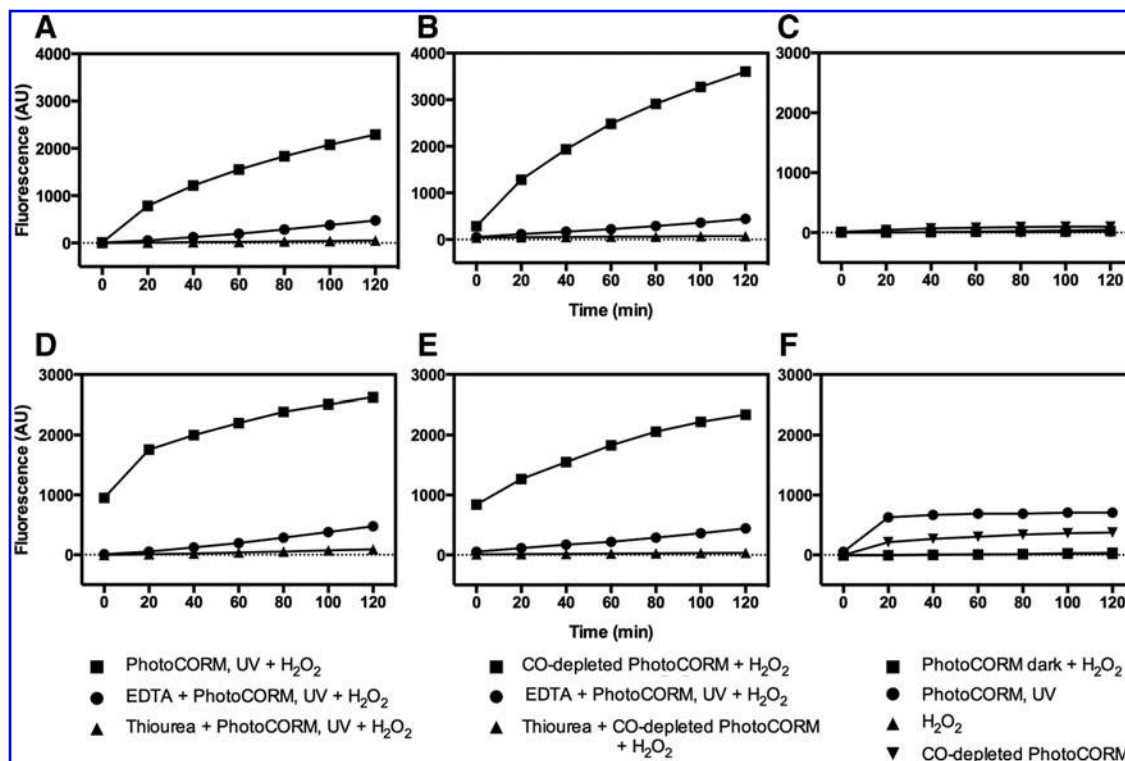 A
B
C
4000
3000
2000
1000
0
Fluorescence (AU)
0 20 40 60 80 100 120
4000
3000
2000
1000
0
0 20 40 60 80 100 120
3000
2000
1000
0
0 20 40 60 80 100 120
Time (min)
D
E
F
3000
2000
1000
0
Fluorescence (AU)
0 20 40 60 80 100 120
3000
2000
1000
0
0 20 40 60 80 100 120
3000
2000
1000
0
0 20 40 60 80 100 120
Time (min)
PhotoCORM, UV + H₂O₂
EDTA + PhotoCORM, UV + H₂O₂
Thiourea + PhotoCORM, UV + H₂O₂
CO-depleted PhotoCORM + H₂O₂
EDTA + PhotoCORM, UV + H₂O₂
Thiourea + CO-depleted PhotoCORM
+ H₂O₂
PhotoCORM dark + H₂O₂
PhotoCORM, UV
H₂O₂
CO-depleted PhotoCORM